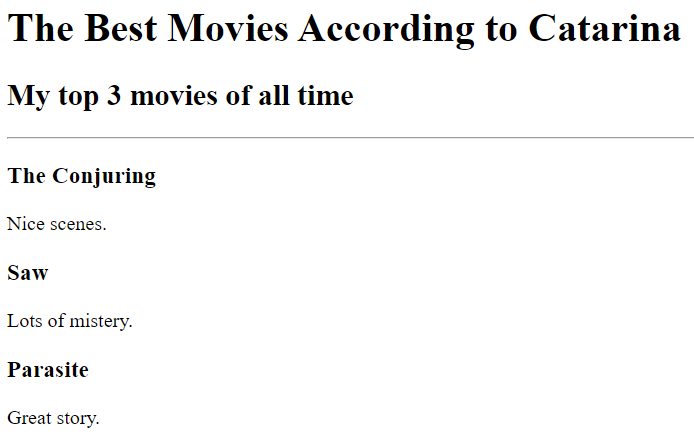 The Best Movies According to Catarina
My top 3 movies of all time
The Conjuring
Nice scenes.
Saw
Lots of mistery.
Parasite
Great story.